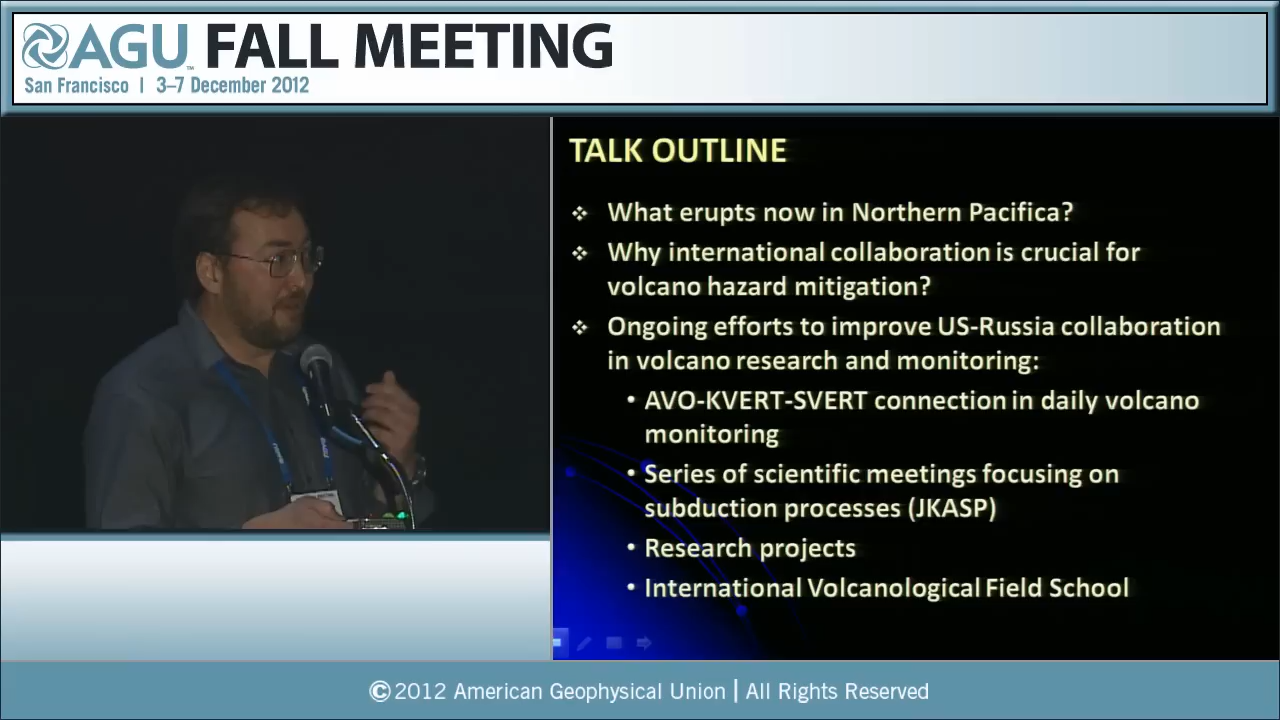 AGU™ FALL MEETING
San Francisco | 3–7 December 2012
TALK OUTLINE
❖ What erupts now in Northern Pacifica?
❖ Why international collaboration is crucial for
volcano hazard mitigation?
❖ Ongoing efforts to improve US-Russia collaboration
in volcano research and monitoring:
• AVO-KVERT-SVERT connection in daily volcano
monitoring
• Series of scientific meetings focusing on
subduction processes (JKASP)
• Research projects
• International Volcanological Field School
© 2012 American Geophysical Union | All Rights Reserved